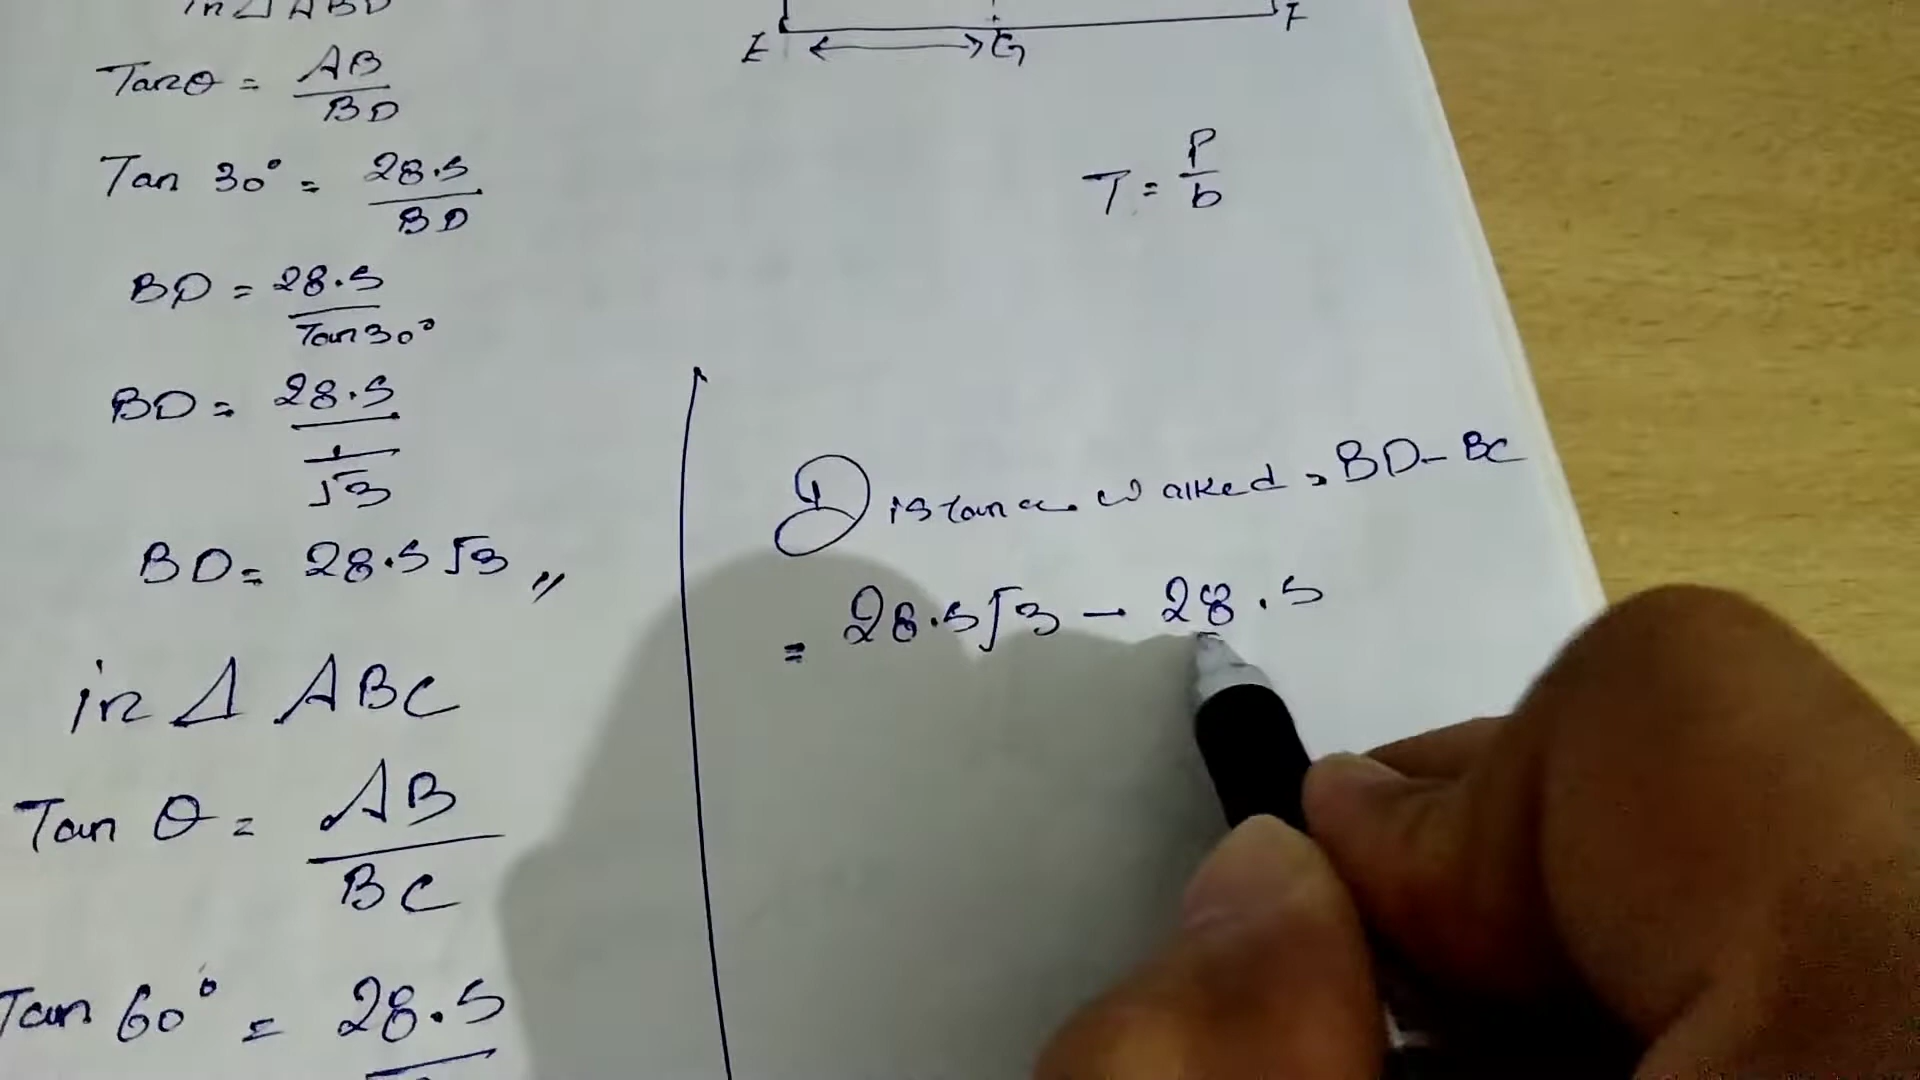 in △ ABD
Tanθ = AB
BD
Tan 30° = 28.5
BD
BD = 28.5
Tan30°
BD = 28.5
1
√3
BD = 28.5√3 ,,
in △ ABC
Tan θ = AB
BC
Tan 60° = 28.5
E G F
T = P
b
Distance walked = BD - BC
= 28.5√3 - 28.5